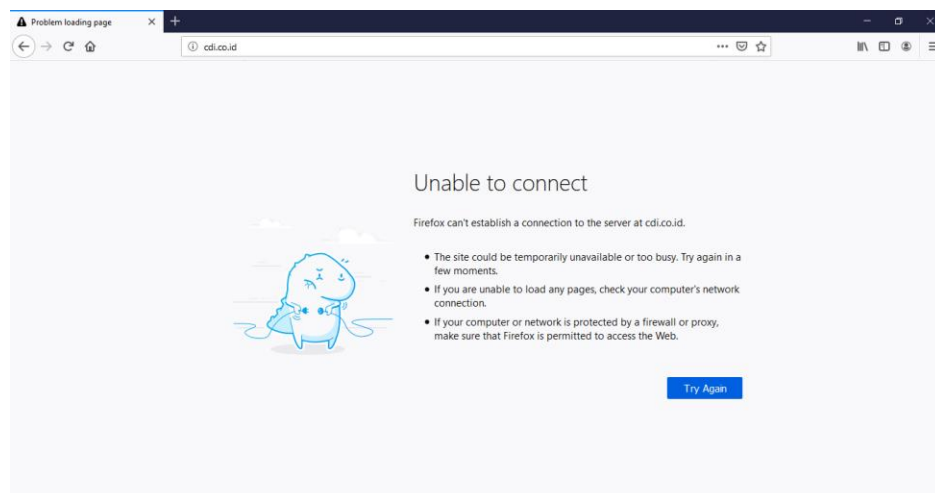 Problem loading page
cdi.co.id
Unable to connect
Firefox can't establish a connection to the server at cdi.co.id.
• The site could be temporarily unavailable or too busy. Try again in a
few moments.
• If you are unable to load any pages, check your computer's network
connection.
• If your computer or network is protected by a firewall or proxy,
make sure that Firefox is permitted to access the Web.
Try Again